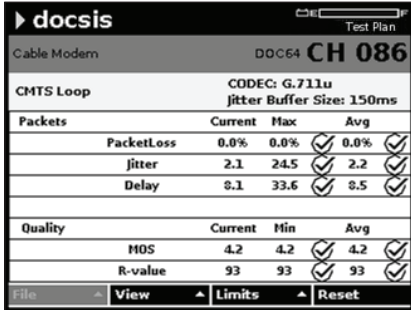 docsis
E F
Test Plan
Cable Modem DOC64 CH 086
CMTS Loop CODEC: G.711u
Jitter Buffer Size: 150ms
Packets Current Max Avg
PacketLoss 0.0% 0.0% 0.0%
Jitter 2.1 24.5 2.2
Delay 8.1 33.6 8.5
Quality Current Min Avg
MOS 4.2 4.2 4.2
R-value 93 93 93
File View Limits Reset